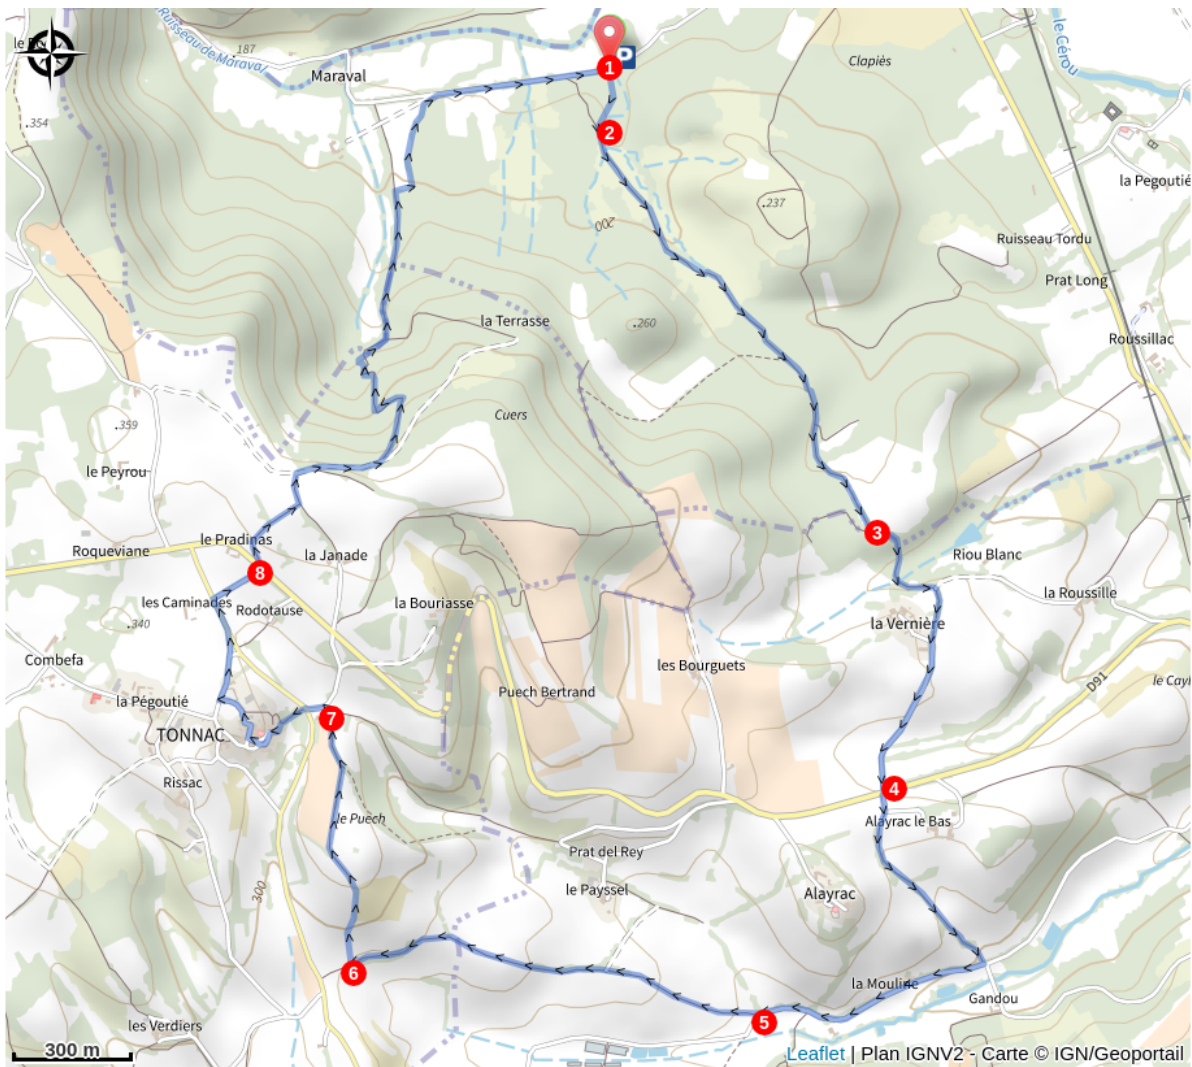 Ruisseau de Maraval
187
Maraval
1
Clapiès
le Cérou
.354
2
la Pegoutié
.237
200
Ruisseau Tordu
Prat Long
la Terrasse
.260
Roussillac
Cuers
.359
le Peyrou
3
le Pradinas
Roqueviane
la Janade
Riou Blanc
8
les Caminades
Rodotause
la Bouriasse
la Roussille
.340
la Vernière
Combefa
les Bourguets
D91
Puech Bertrand
la Pégoutié
7
TONNAC
Rissac
4
le Puech
Alayrac le Bas
Prat del Rey
300
le Payssel
Alayrac
6
la Mouline
Gandou
les Verdiers
5
300 m
Leaflet | Plan IGNV2 - Carte © IGN/Geoportail